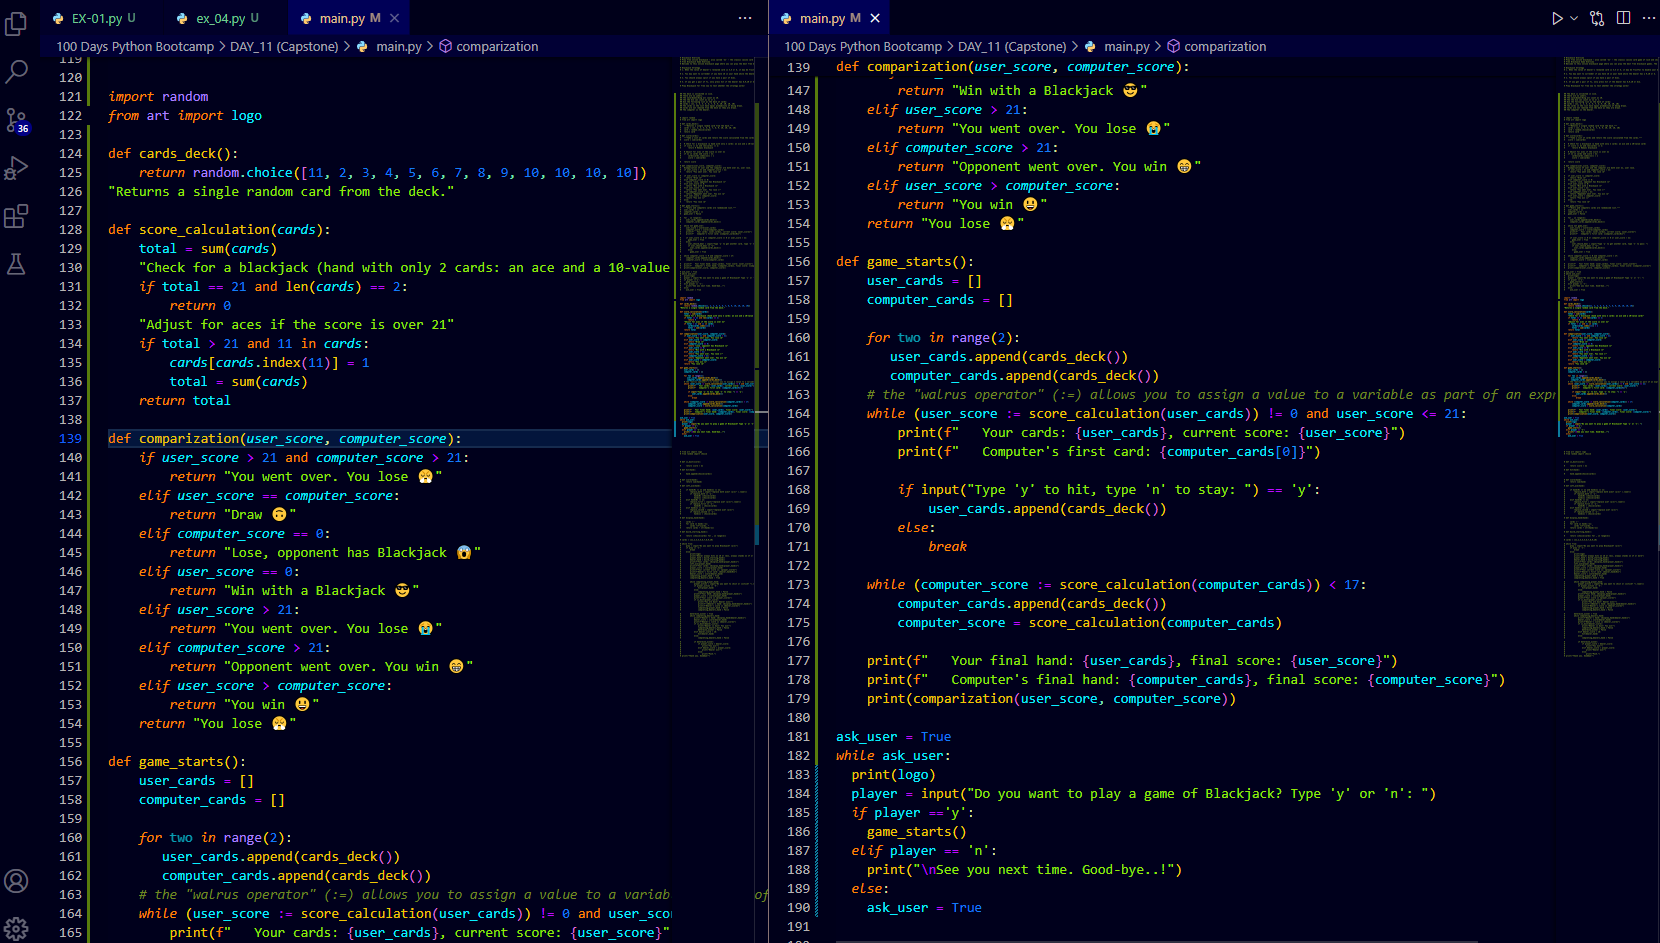 EX-01.py U
ex_04.py U
main.py M
100 Days Python Bootcamp > DAY_11 (Capstone) > main.py > comparization
119
120
121 import random
122 from art import logo
123
124 def cards_deck():
125 return random.choice([11, 2, 3, 4, 5, 6, 7, 8, 9, 10, 10, 10, 10])
126 "Returns a single random card from the deck."
127
128 def score_calculation(cards):
129 total = sum(cards)
130 "Check for a blackjack (hand with only 2 cards: an ace and a 10-value
131 if total == 21 and len(cards) == 2:
132 return 0
133 "Adjust for aces if the score is over 21"
134 if total > 21 and 11 in cards:
135 cards[cards.index(11)] = 1
136 total = sum(cards)
137 return total
138
139 def comparization(user_score, computer_score):
140 if user_score > 21 and computer_score > 21:
141 return "You went over. You lose 😤"
142 elif user_score == computer_score:
143 return "Draw 🙃"
144 elif computer_score == 0:
145 return "Lose, opponent has Blackjack 😱"
146 elif user_score == 0:
147 return "Win with a Blackjack 😎"
148 elif user_score > 21:
149 return "You went over. You lose 😭"
150 elif computer_score > 21:
151 return "Opponent went over. You win 😁"
152 elif user_score > computer_score:
153 return "You win 😃"
154 return "You lose 😤"
155
156 def game_starts():
157 user_cards = []
158 computer_cards = []
159
160 for two in range(2):
161 user_cards.append(cards_deck())
162 computer_cards.append(cards_deck())
163 # the "walrus operator" (:=) allows you to assign a value to a variab of
164 while (user_score := score_calculation(user_cards)) != 0 and user_scor
165 print(f" Your cards: {user_cards}, current score: {user_score}"
36
main.py M
100 Days Python Bootcamp > DAY_11 (Capstone) > main.py > comparization
139 def comparization(user_score, computer_score):
147 return "Win with a Blackjack 😎"
148 elif user_score > 21:
149 return "You went over. You lose 😭"
150 elif computer_score > 21:
151 return "Opponent went over. You win 😁"
152 elif user_score > computer_score:
153 return "You win 😃"
154 return "You lose 😤"
155
156 def game_starts():
157 user_cards = []
158 computer_cards = []
159
160 for two in range(2):
161 user_cards.append(cards_deck())
162 computer_cards.append(cards_deck())
163 # the "walrus operator" (:=) allows you to assign a value to a variable as part of an expr
164 while (user_score := score_calculation(user_cards)) != 0 and user_score <= 21:
165 print(f" Your cards: {user_cards}, current score: {user_score}")
166 print(f" Computer's first card: {computer_cards[0]}")
167
168 if input("Type 'y' to hit, type 'n' to stay: ") == 'y':
169 user_cards.append(cards_deck())
170 else:
171 break
172
173 while (computer_score := score_calculation(computer_cards)) < 17:
174 computer_cards.append(cards_deck())
175 computer_score = score_calculation(computer_cards)
176
177 print(f" Your final hand: {user_cards}, final score: {user_score}")
178 print(f" Computer's final hand: {computer_cards}, final score: {computer_score}")
179 print(comparization(user_score, computer_score))
180
181 ask_user = True
182 while ask_user:
183 print(logo)
184 player = input("Do you want to play a game of Blackjack? Type 'y' or 'n': ")
185 if player =='y':
186 game_starts()
187 elif player == 'n':
188 print("\nSee you next time. Good-bye..!")
189 else:
190 ask_user = True
191